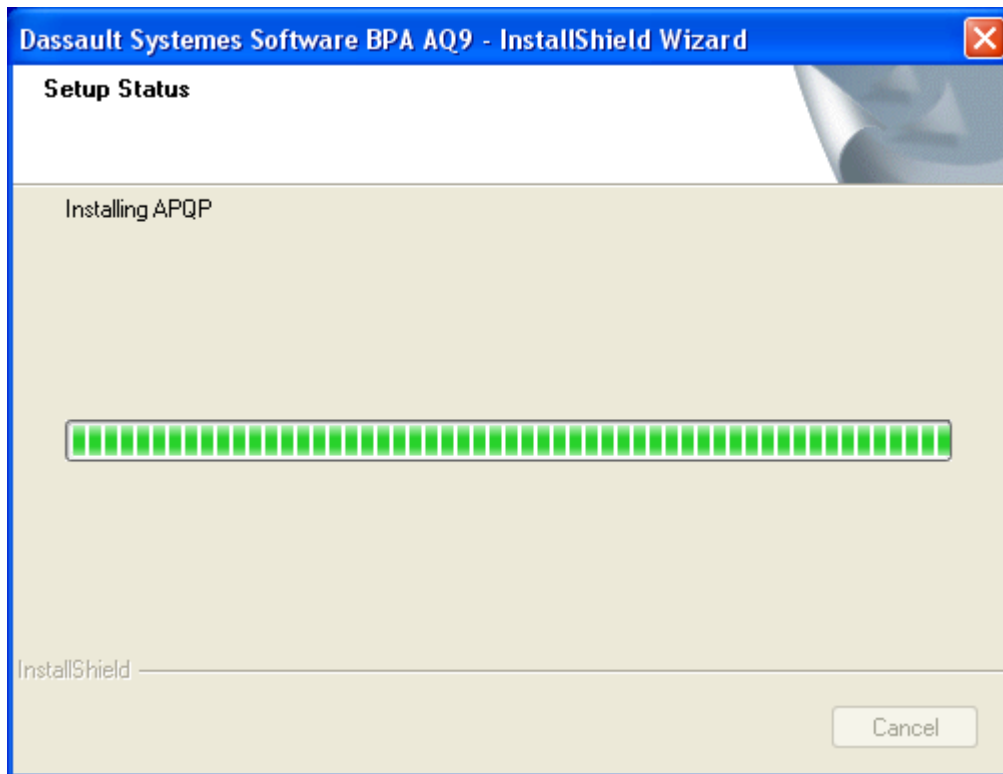 Dassault Systemes Software BPA AQ9 - InstallShield Wizard
Setup Status
Installing APQP
InstallShield
Cancel